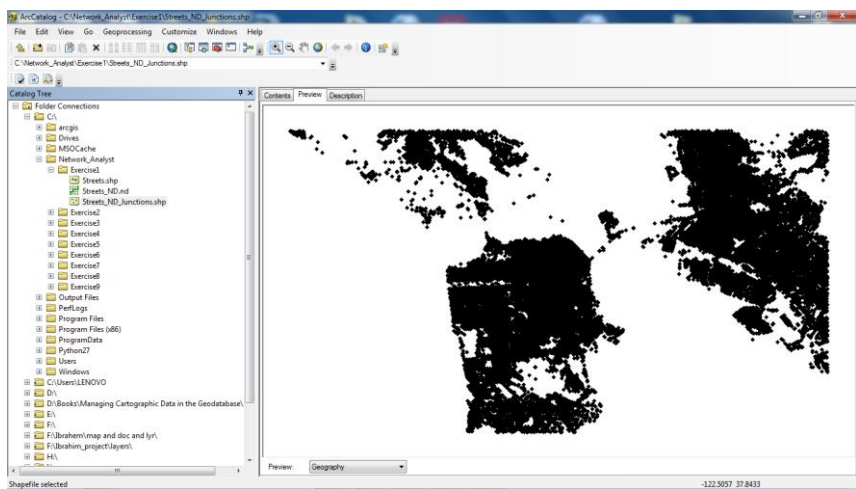 ArcCatalog - C:\Network_Analyst\Exercise1\Streets_ND_Junctions.shp
File Edit View Go Geoprocessing Customize Windows Help
C:\Network_Analyst\Exercise1\Streets_ND_Junctions.shp
Catalog Tree
Contents Preview Description
Folder Connections
C:\
arcgis
Drives
MSOCache
Network_Analyst
Exercise1
Streets.shp
Streets_ND.nd
Streets_ND_Junctions.shp
Exercise2
Exercise3
Exercise4
Exercise5
Exercise6
Exercise7
Exercise8
Exercise9
Output Files
PerfLogs
Program Files
Program Files (x86)
ProgramData
Python27
Users
Windows
C:\Users\LENOVO
D:\
D:\Books\Managing Cartographic Data in the Geodatabase\
E:\
F:\
F:\Ibrahem\map and doc and lyr\
F:\Ibrahim_project\layers\
H:\
Preview: Geography
Shapefile selected
-122.5057 37.8433